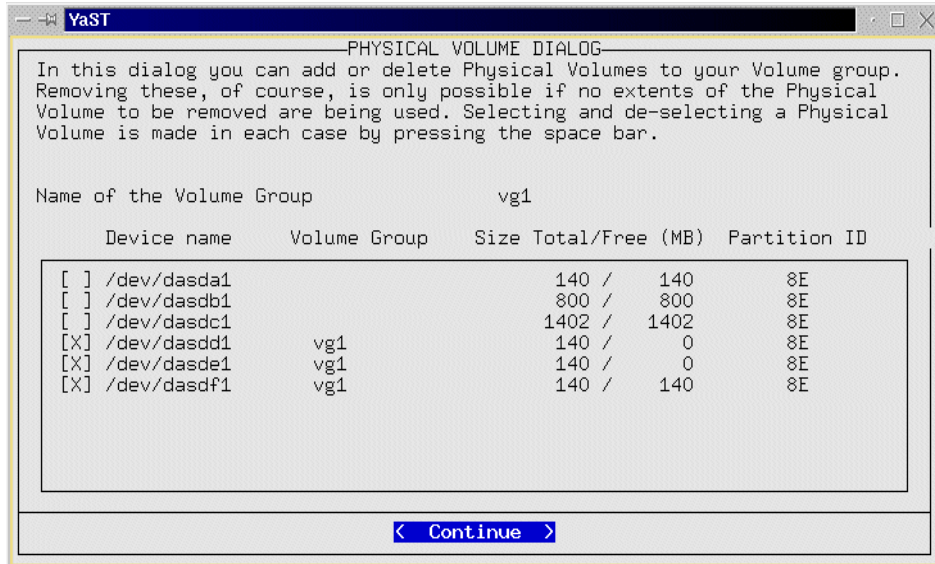 YaST
PHYSICAL VOLUME DIALOG
In this dialog you can add or delete Physical Volumes to your Volume group.
Removing these, of course, is only possible if no extents of the Physical
Volume to be removed are being used. Selecting and de-selecting a Physical
Volume is made in each case by pressing the space bar.
Name of the Volume Group vg1
Device name Volume Group Size Total/Free (MB) Partition ID
[ ] /dev/dasda1 140 / 140 8E
[ ] /dev/dasdb1 800 / 800 8E
[ ] /dev/dasdc1 1402 / 1402 8E
[X] /dev/dasdd1 vg1 140 / 0 8E
[X] /dev/dasde1 vg1 140 / 0 8E
[X] /dev/dasdf1 vg1 140 / 140 8E
< Continue >